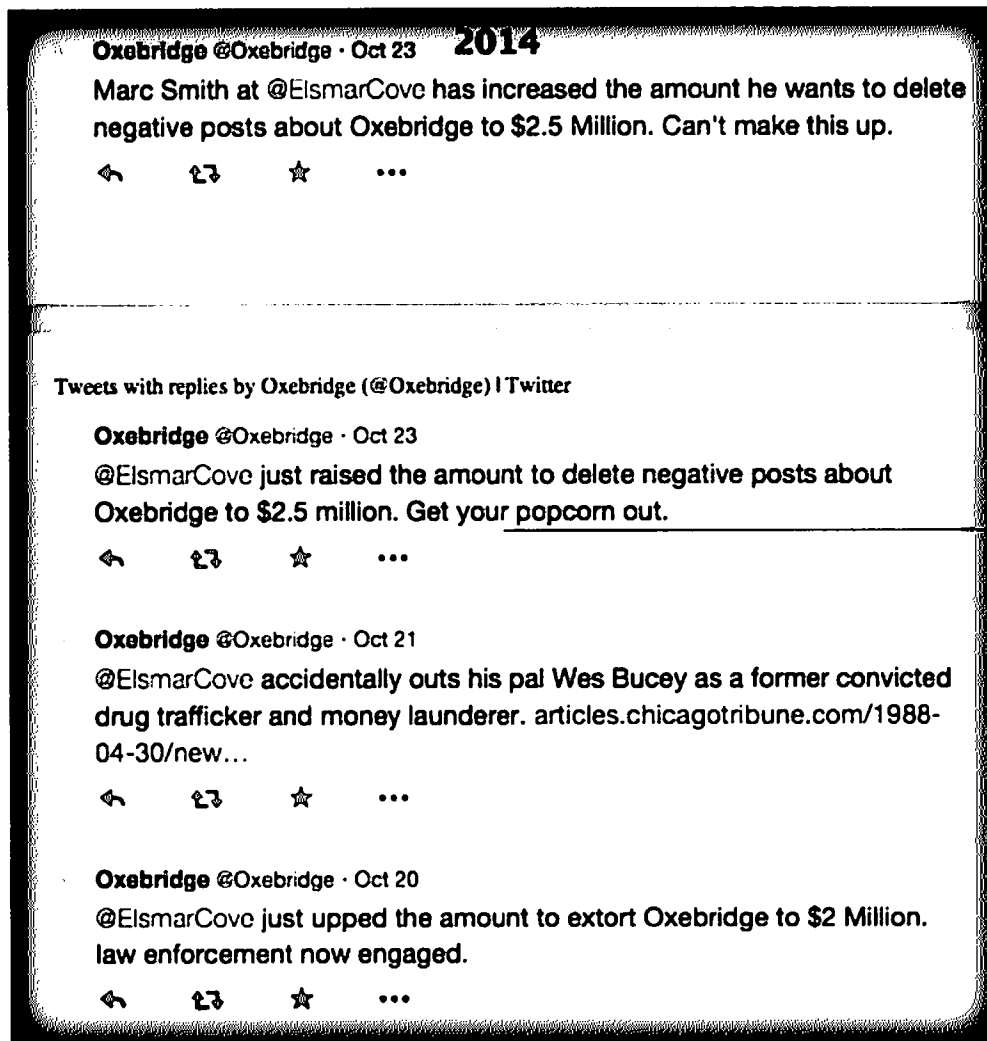 Oxebridge @Oxebridge · Oct 23 2014
Marc Smith at @ElsmarCove has increased the amount he wants to delete
negative posts about Oxebridge to $2.5 Million. Can't make this up.
Tweets with replies by Oxebridge (@Oxebridge) | Twitter
Oxebridge @Oxebridge · Oct 23
@ElsmarCove just raised the amount to delete negative posts about
Oxebridge to $2.5 million. Get your popcorn out.
Oxebridge @Oxebridge · Oct 21
@ElsmarCove accidentally outs his pal Wes Bucey as a former convicted
drug trafficker and money launderer. articles.chicagotribune.com/1988-
04-30/new...
Oxebridge @Oxebridge · Oct 20
@ElsmarCove just upped the amount to extort Oxebridge to $2 Million.
law enforcement now engaged.